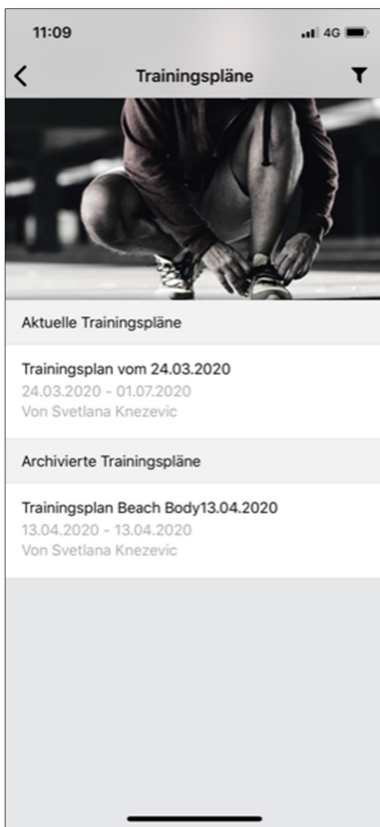 11:09
4G
Trainingspläne
Aktuelle Trainingspläne
Trainingsplan vom 24.03.2020
24.03.2020 - 01.07.2020
Von Svetlana Knezevic
Archivierte Trainingspläne
Trainingsplan Beach Body13.04.2020
13.04.2020 - 13.04.2020
Von Svetlana Knezevic